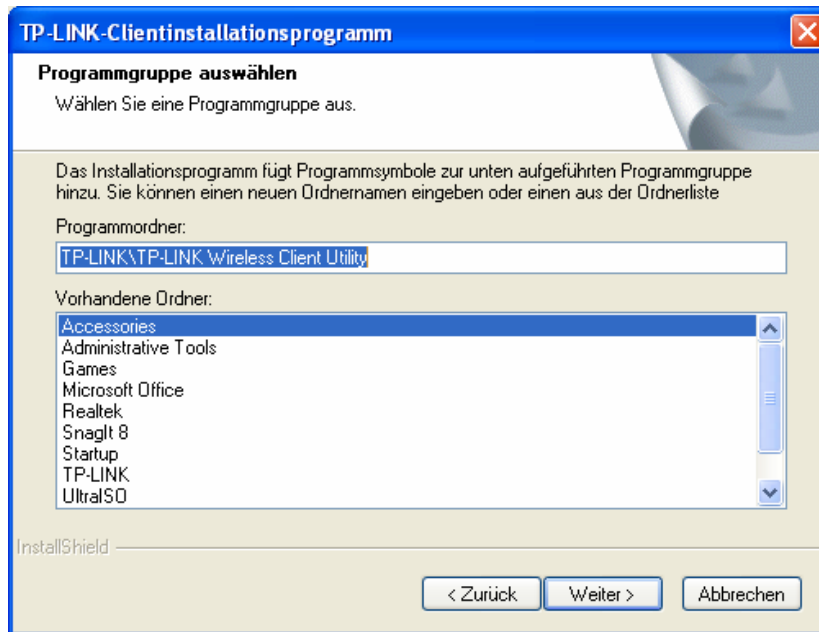 TP-LINK-Clientinstallationsprogramm
Programmgruppe auswählen
Wählen Sie eine Programmgruppe aus.
Das Installationsprogramm fügt Programmsymbole zur unten aufgeführten Programmgruppe
hinzu. Sie können einen neuen Ordnernamen eingeben oder einen aus der Ordnerliste
Programmordner:
TP-LINK\TP-LINK Wireless Client Utility
Vorhandene Ordner:
Accessories
Administrative Tools
Games
Microsoft Office
Realtek
SnagIt 8
Startup
TP-LINK
UltraISO
InstallShield
< Zurück
Weiter >
Abbrechen